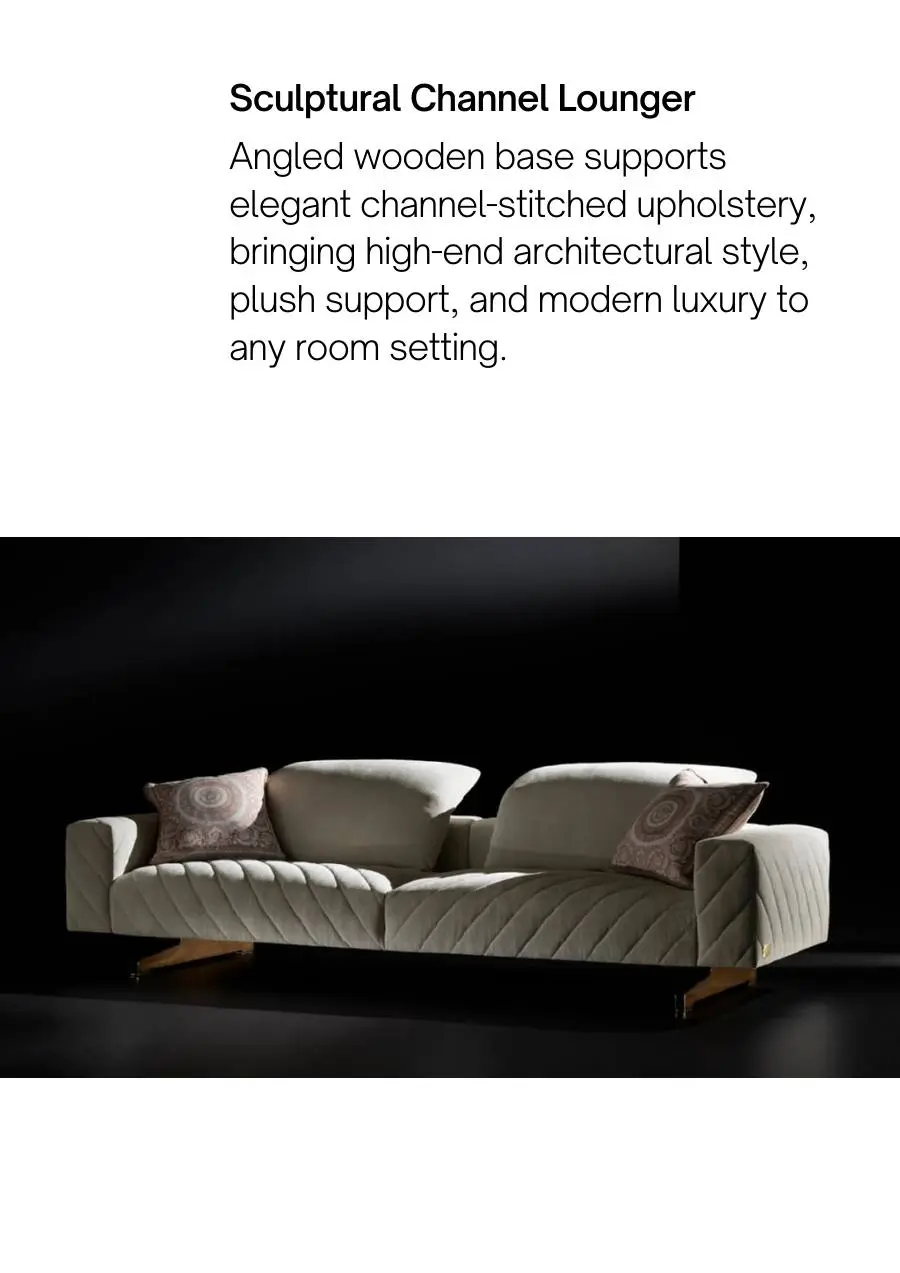 Sculptural Channel Lounger
Angled wooden base supports
elegant channel-stitched upholstery,
bringing high-end architectural style,
plush support, and modern luxury to
any room setting.